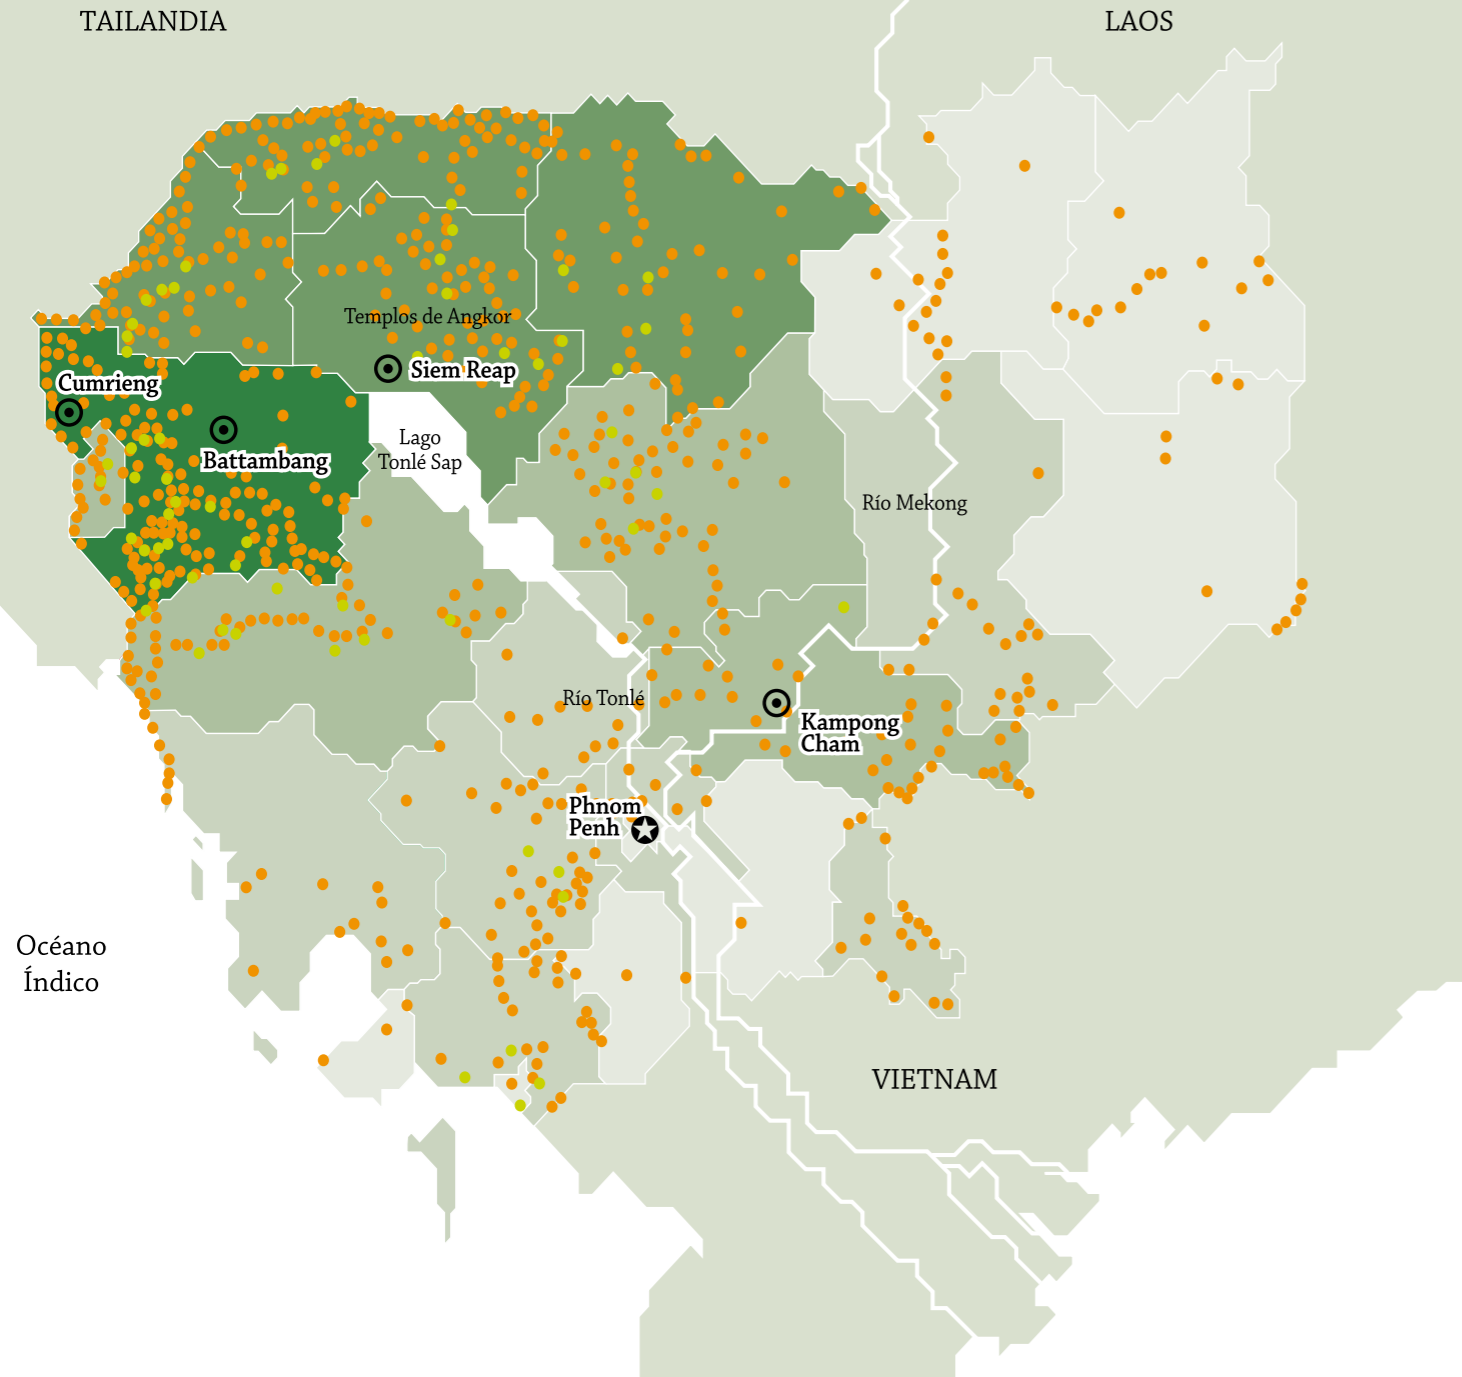 TAILANDIA
LAOS
Templos de Angkor
Siem Reap
Cumrieng
Battambang
Lago
Tonlé Sap
Río Mekong
Río Tonlé
Kampong
Cham
Phnom
Penh
Océano
Índico
VIETNAM